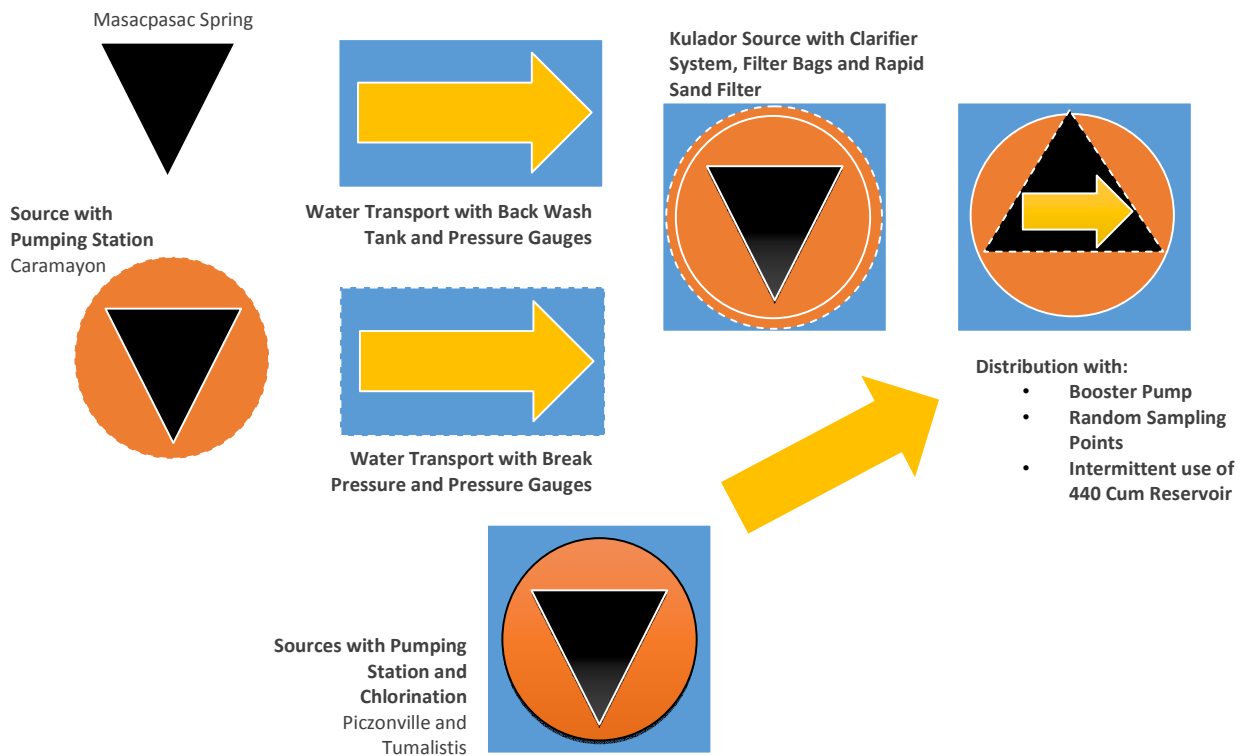 Masacpasac Spring
Source with
Pumping Station
Caramayon
Water Transport with Back Wash
Tank and Pressure Gauges
Water Transport with Break
Pressure and Pressure Gauges
Kulador Source with Clarifier
System, Filter Bags and Rapid
Sand Filter
Distribution with:
• Booster Pump
• Random Sampling
Points
• Intermittent use of
440 Cum Reservoir
Sources with Pumping
Station and
Chlorination
Piczonville and
Tumalistis